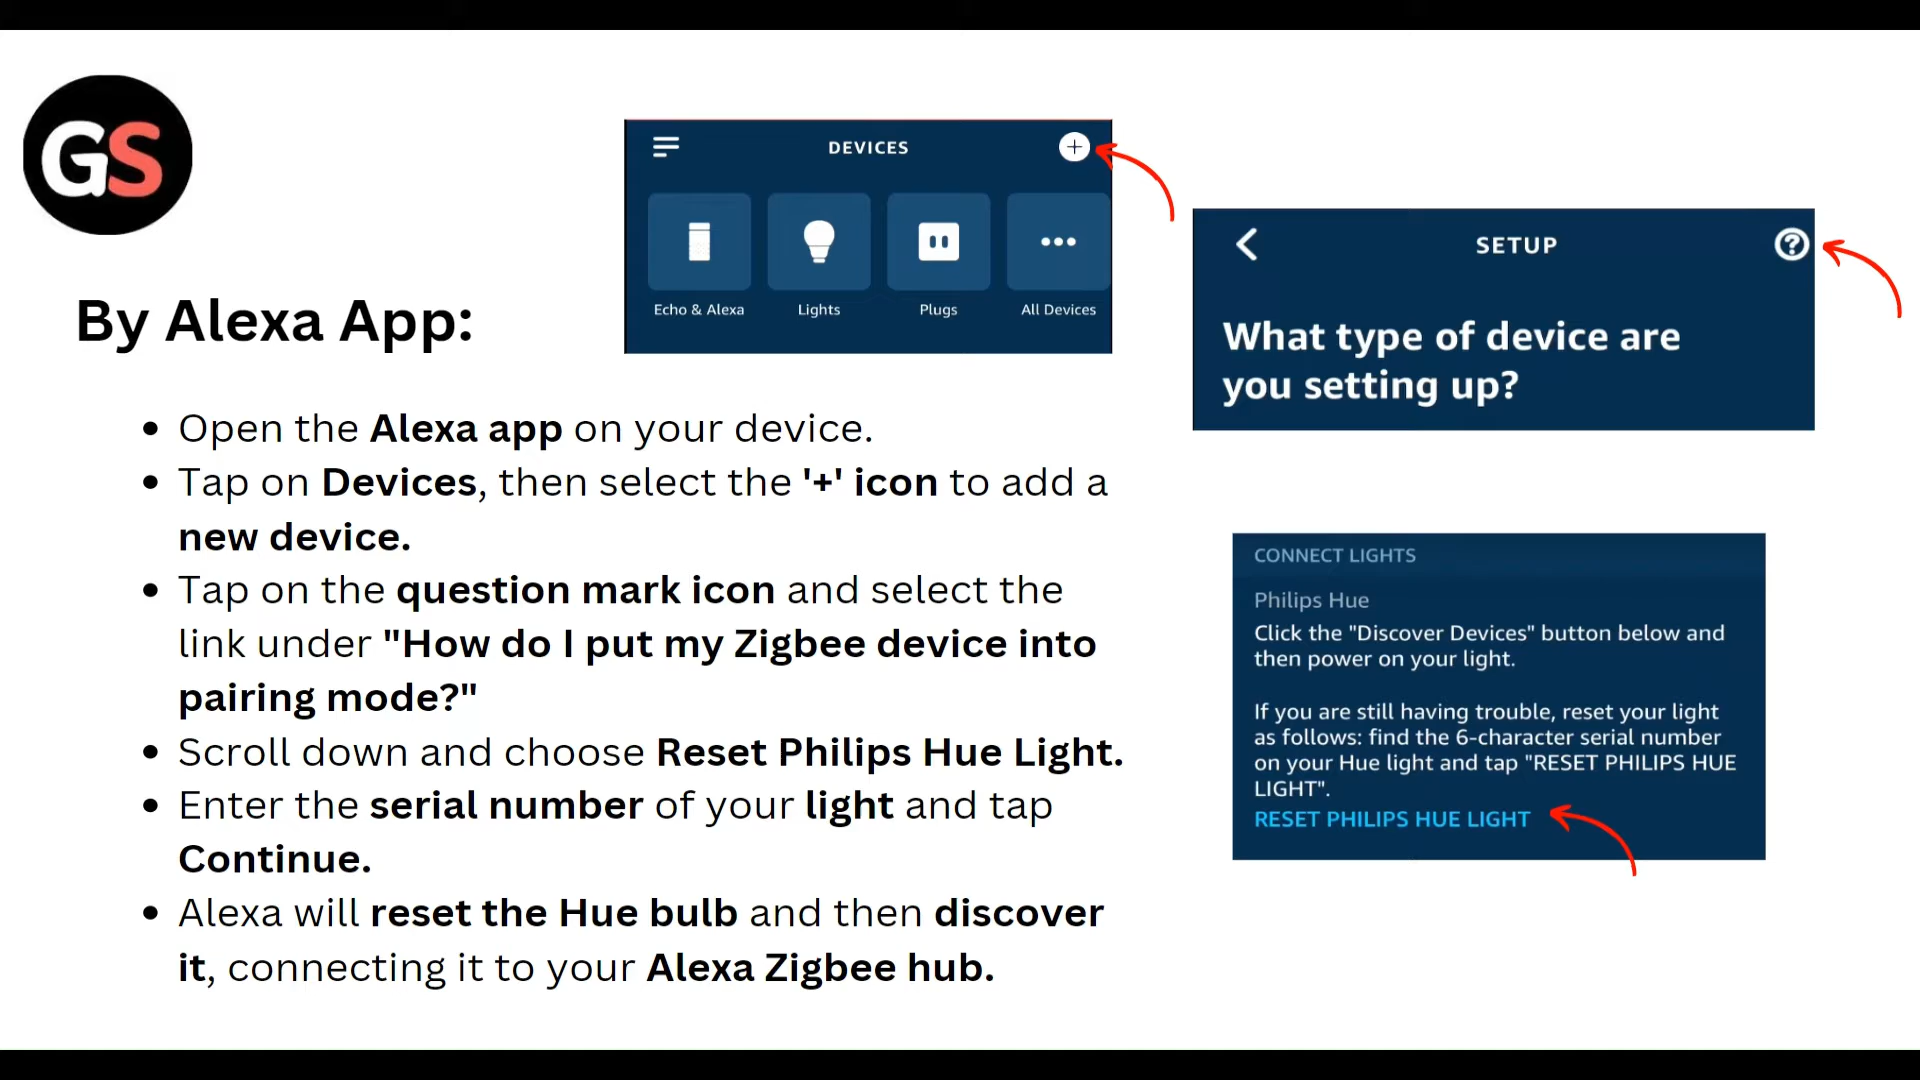 GS
DEVICES
Echo & Alexa
Lights
Plugs
All Devices
SETUP
What type of device are
you setting up?
By Alexa App:
• Open the Alexa app on your device.
• Tap on Devices, then select the '+' icon to add a
new device.
• Tap on the question mark icon and select the
link under "How do I put my Zigbee device into
pairing mode?"
• Scroll down and choose Reset Philips Hue Light.
• Enter the serial number of your light and tap
Continue.
• Alexa will reset the Hue bulb and then discover
it, connecting it to your Alexa Zigbee hub.
CONNECT LIGHTS
Philips Hue
Click the "Discover Devices" button below and
then power on your light.
If you are still having trouble, reset your light
as follows: find the 6-character serial number
on your Hue light and tap "RESET PHILIPS HUE
LIGHT".
RESET PHILIPS HUE LIGHT